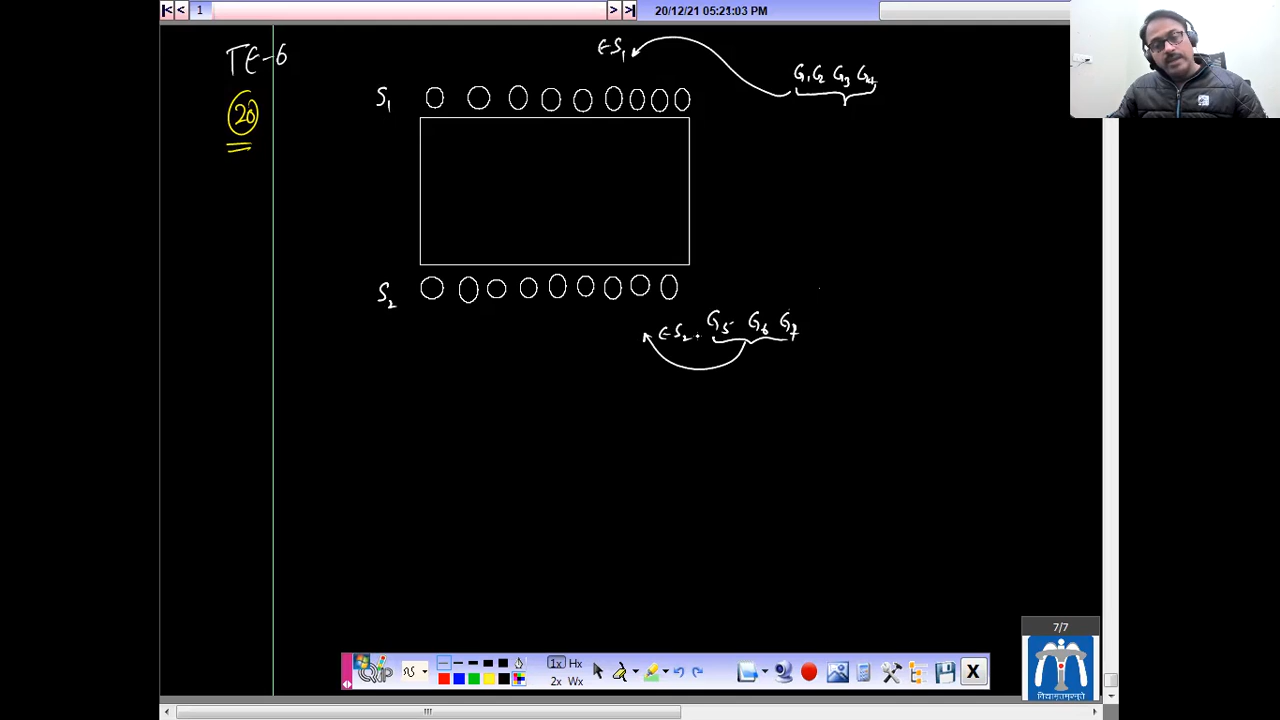 1
20/12/21 05:23:03 PM
TE-6
20
ES1
G1 G2 G3 G4
S1
S2
ES2. G5 G6 G7
7/7
1x Hx
2x Wx
X